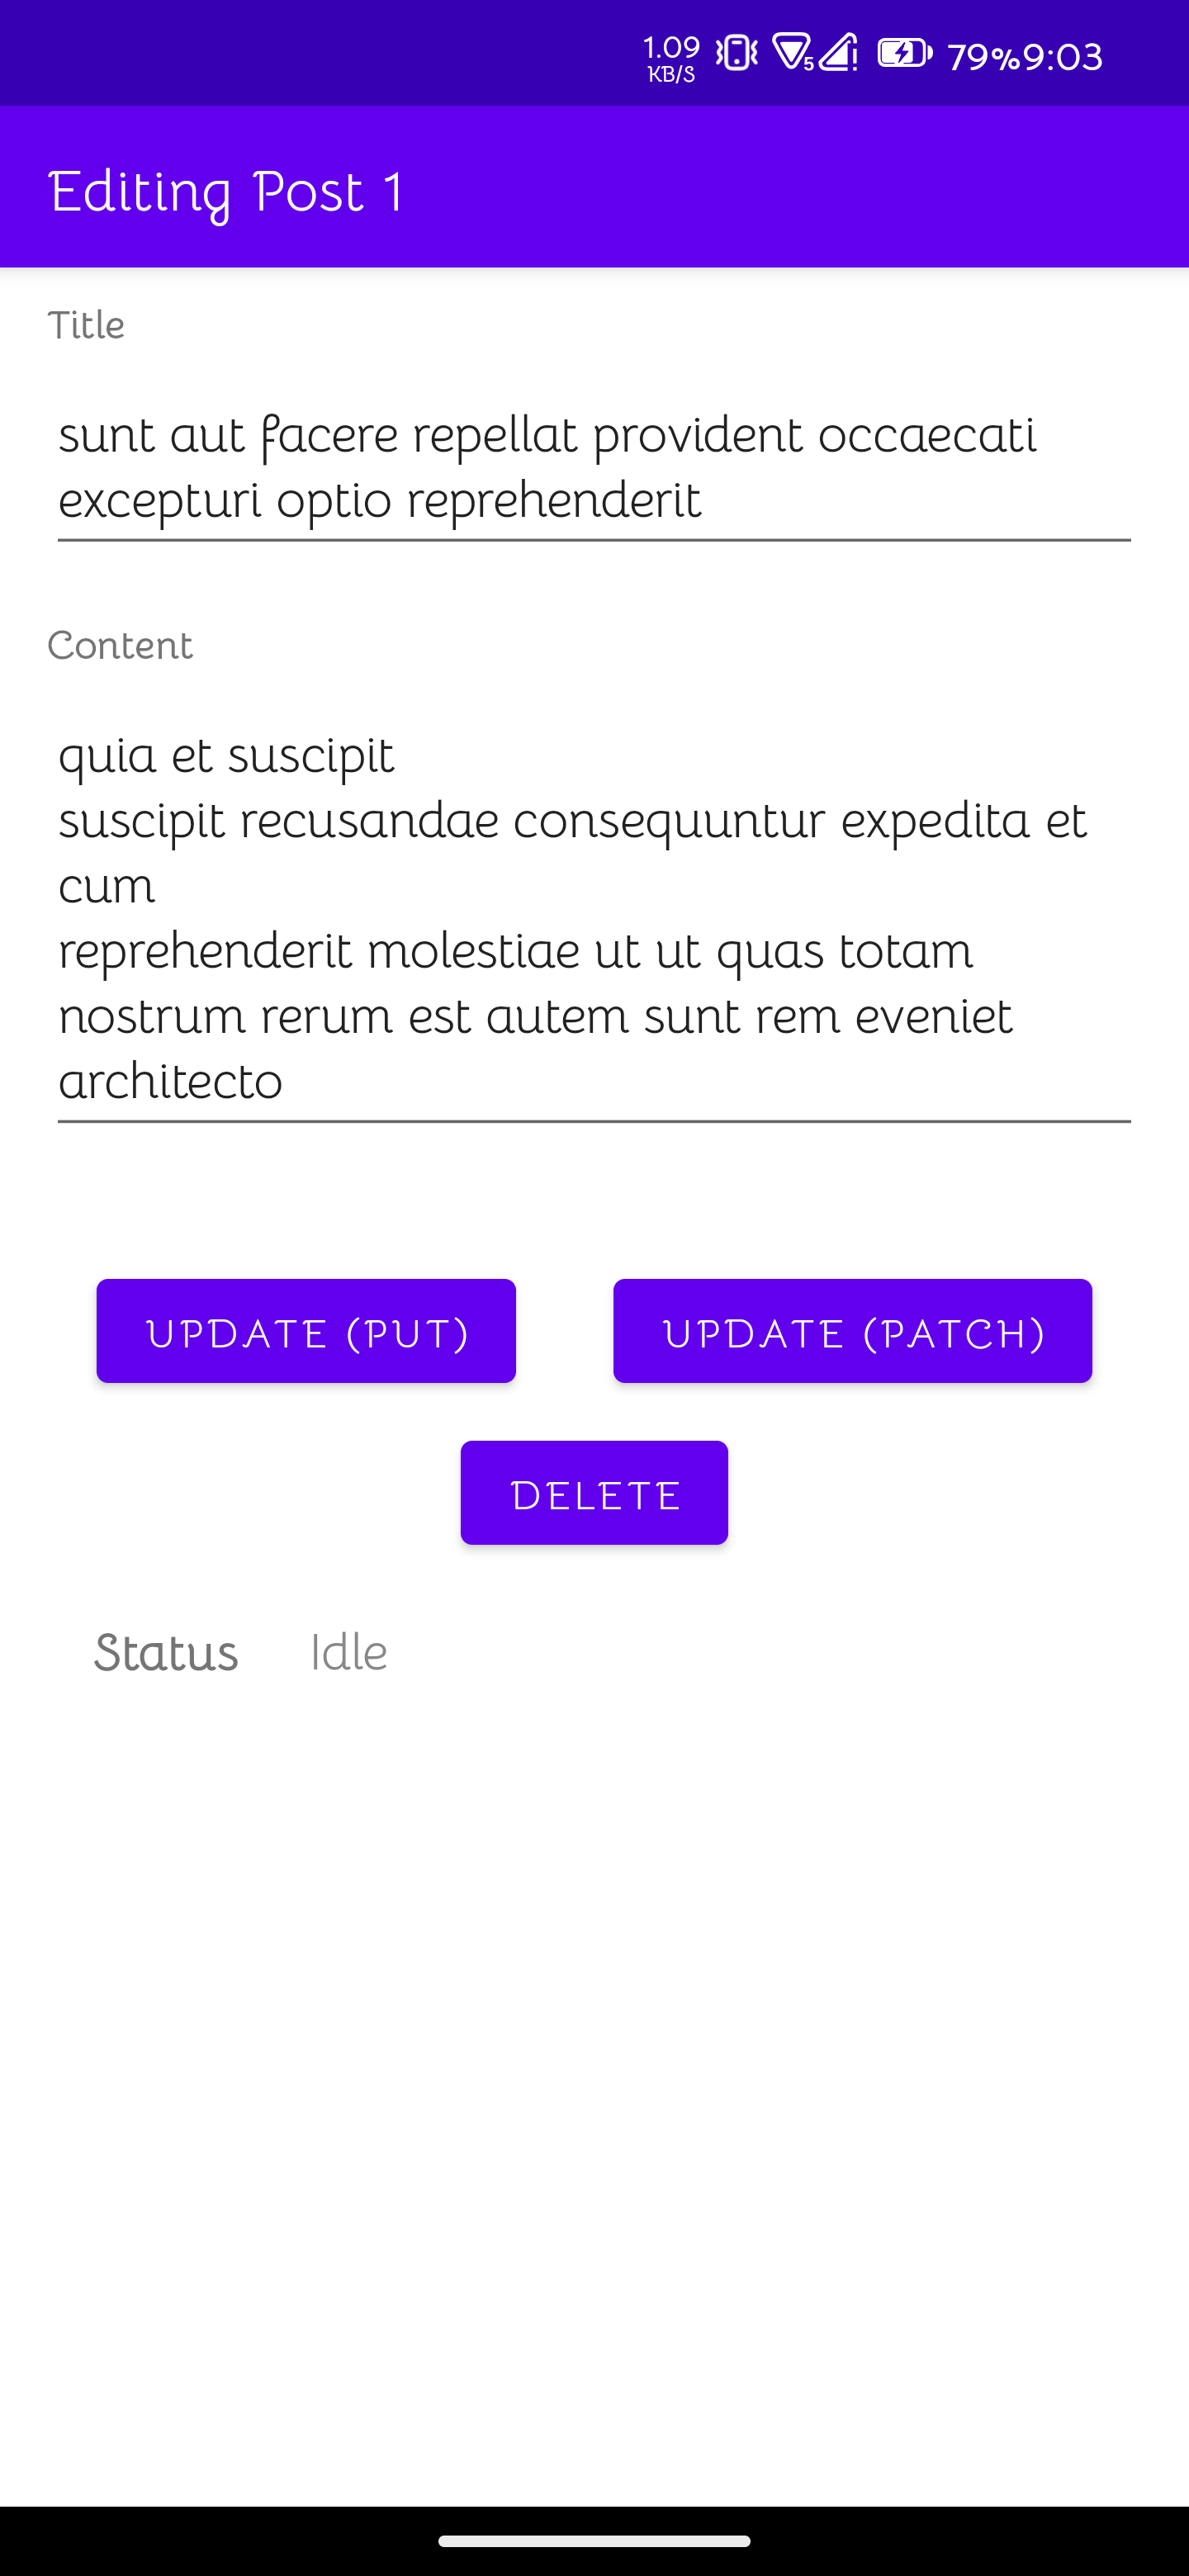 1.09 KB/S 5 79% 9:03
Editing Post 1
Title
sunt aut facere repellat provident occaecati
excepturi optio reprehenderit
Content
quia et suscipit
suscipit recusandae consequuntur expedita et
cum
reprehenderit molestiae ut ut quas totam
nostrum rerum est autem sunt rem eveniet
architecto
UPDATE (PUT) UPDATE (PATCH)
DELETE
Status Idle